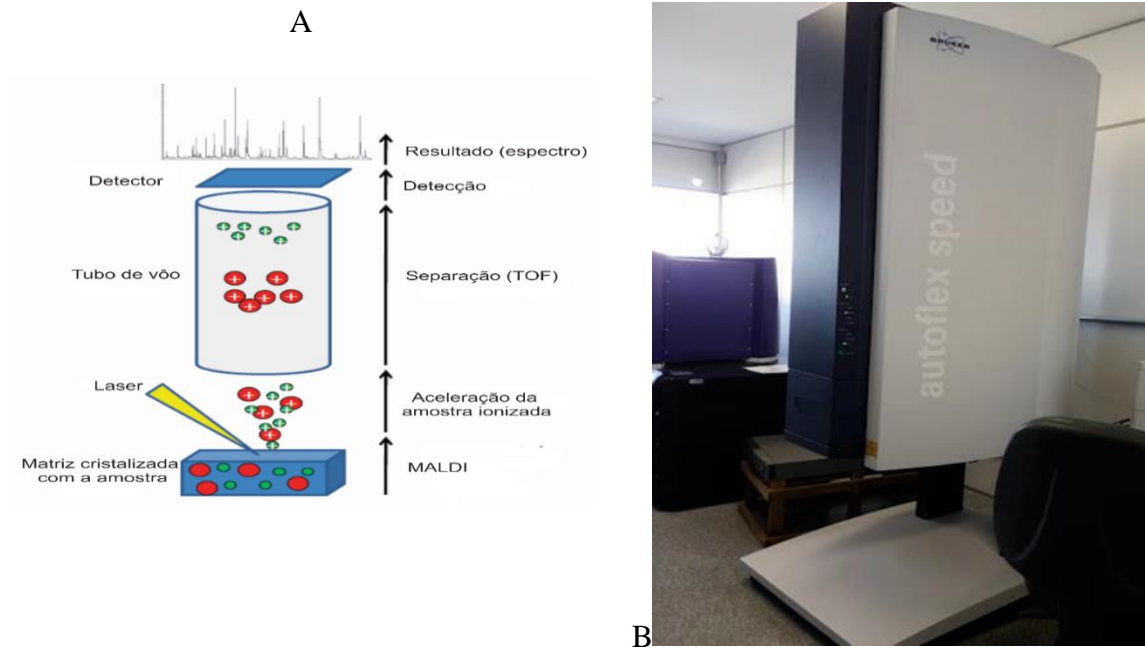 A
Resultado (espectro)
Detector
Detecção
Tubo de vôo
Separação (TOF)
Laser
Aceleração da
amostra ionizada
Matriz cristalizada
com a amostra
MALDI
B
BRUKER
autoflex speed